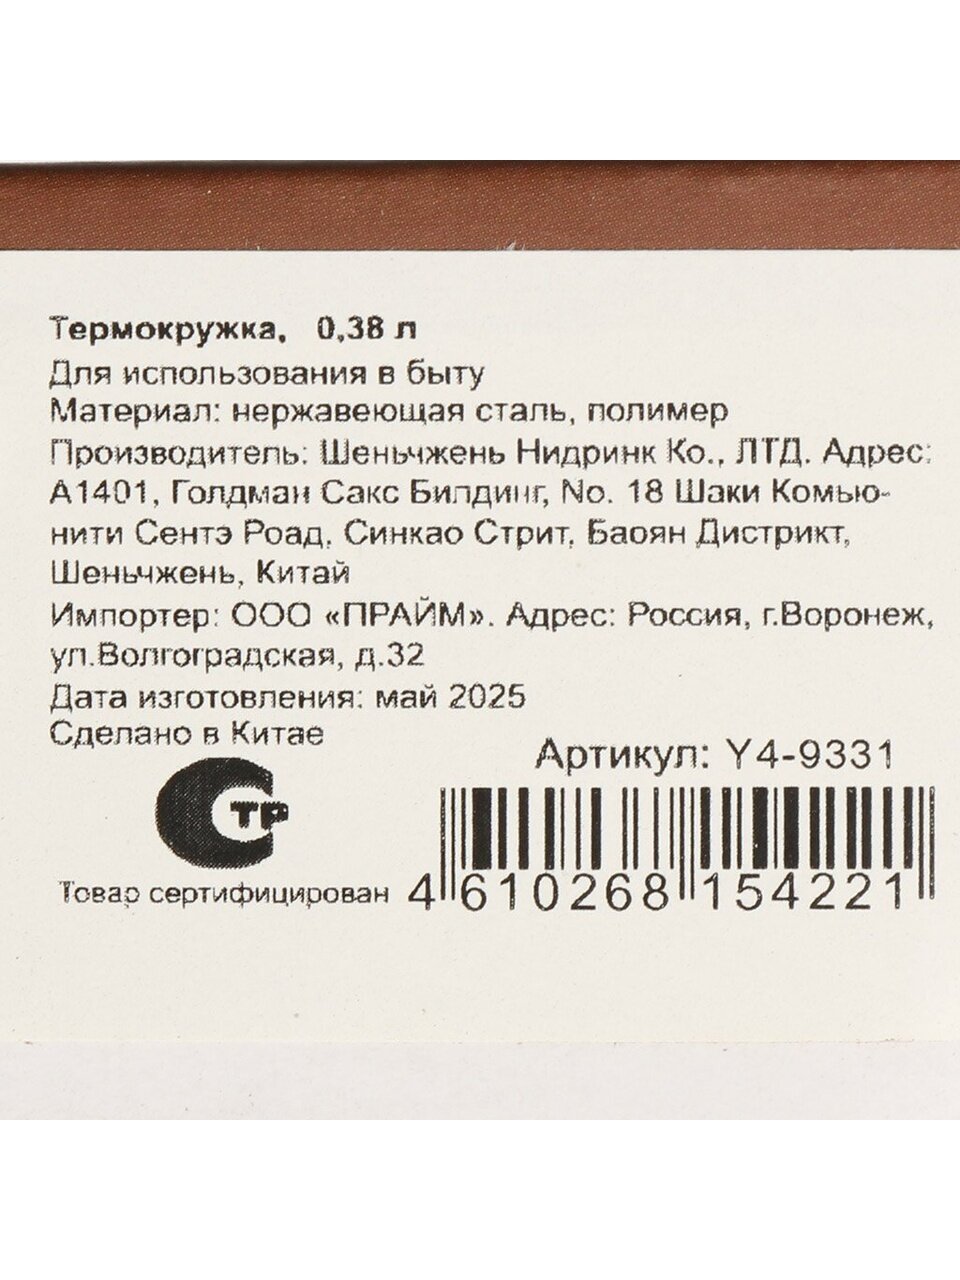 Термокружка, 0,38 л
Для использования в быту
Материал: нержавеющая сталь, полимер
Производитель: Шеньчжень Нидринк Ко., ЛТД. Адрес:
А1401, Голдман Сакс Билдинг, No. 18 Шаки Комью-
нити Сентэ Роад, Синкао Стрит, Баоян Дистрикт,
Шеньчжень, Китай
Импортер: ООО «ПРАЙМ». Адрес: Россия, г.Воронеж,
ул.Волгоградская, д.32
Дата изготовления: май 2025
Сделано в Китае
Артикул: Y4-9331
СТР
Товар сертифицирован
4 610268 154221